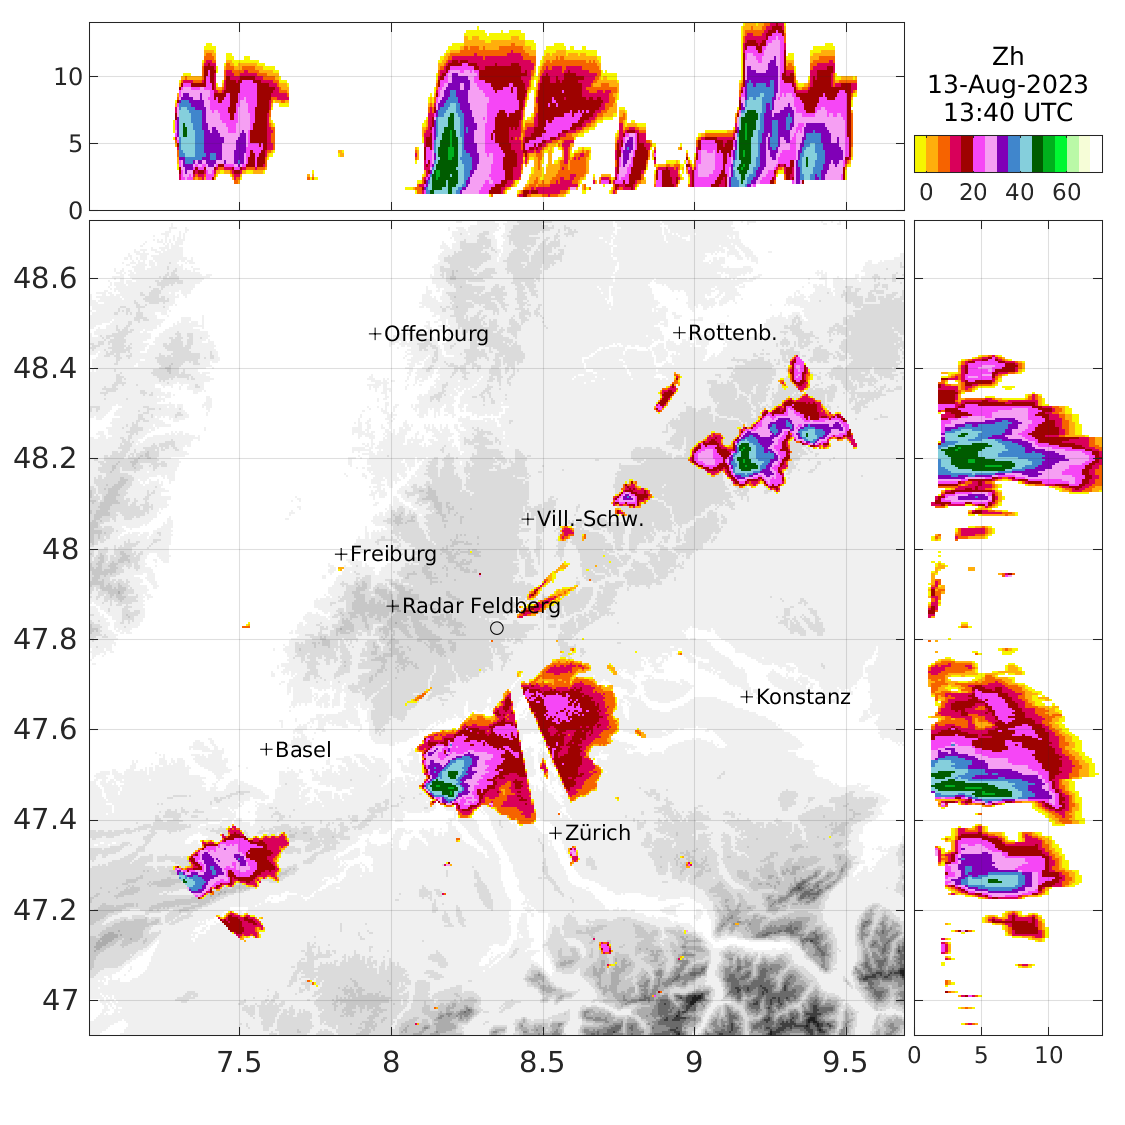 10
5
0
Zh
13-Aug-2023
13:40 UTC
0 20 40 60
48.6
48.4
48.2
48
47.8
47.6
47.4
47.2
47
+Offenburg
+Rottenb.
+Vill.-Schw.
+Freiburg
+Radar Feldberg
+Konstanz
+Basel
+Zürich
7.5 8 8.5 9 9.5
0 5 10